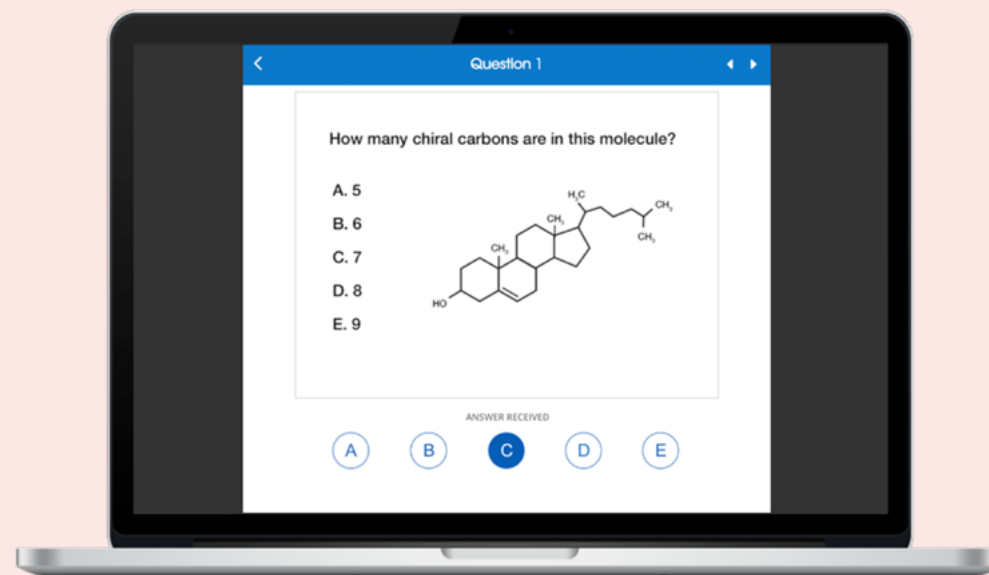 Question 1
How many chiral carbons are in this molecule?
A. 5
B. 6
C. 7
D. 8
E. 9
H₃C
CH₃
CH₃
CH₃
CH₃
HO
ANSWER RECEIVED
A
B
C
D
E